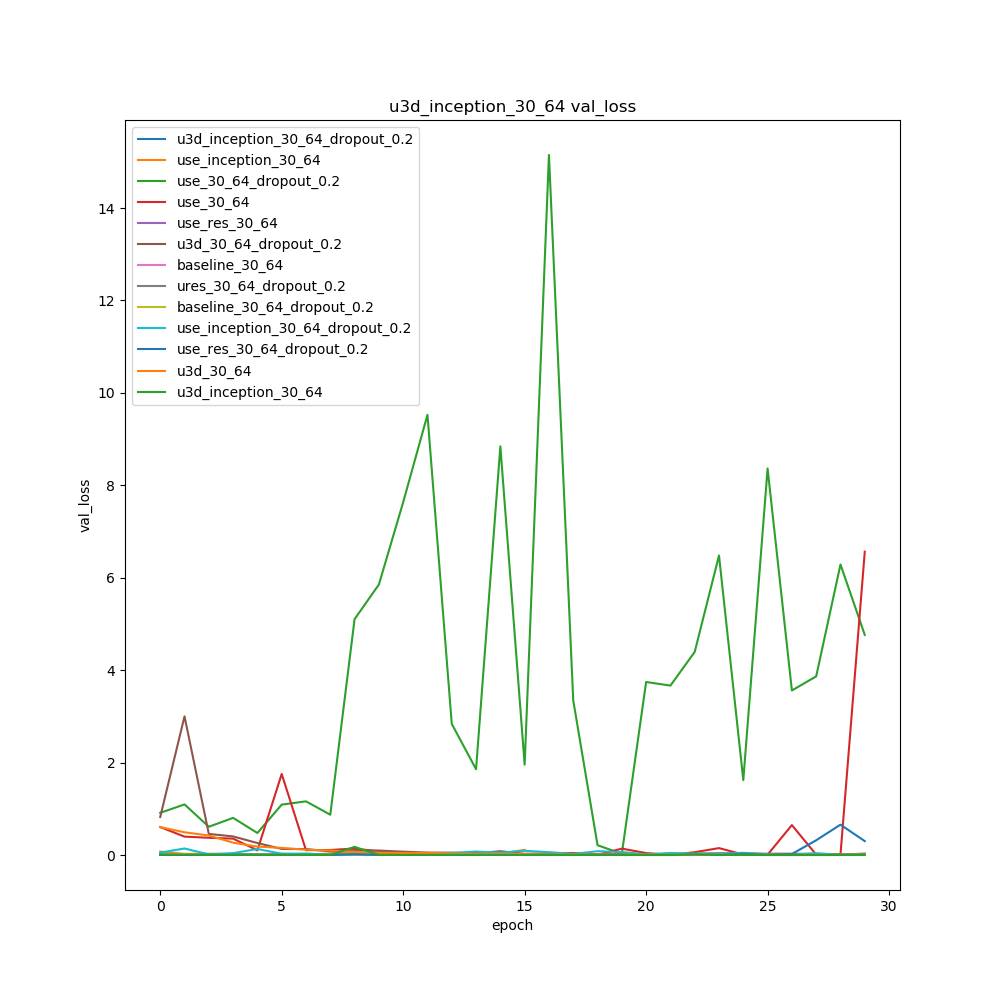 u3d_inception_30_64 val_loss
u3d_inception_30_64_dropout_0.2
use_inception_30_64
use_30_64_dropout_0.2
use_30_64
use_res_30_64
u3d_30_64_dropout_0.2
baseline_30_64
ures_30_64_dropout_0.2
baseline_30_64_dropout_0.2
use_inception_30_64_dropout_0.2
use_res_30_64_dropout_0.2
u3d_30_64
u3d_inception_30_64
14
12
10
8
6
4
2
0
val_loss
0 5 10 15 20 25 30
epoch